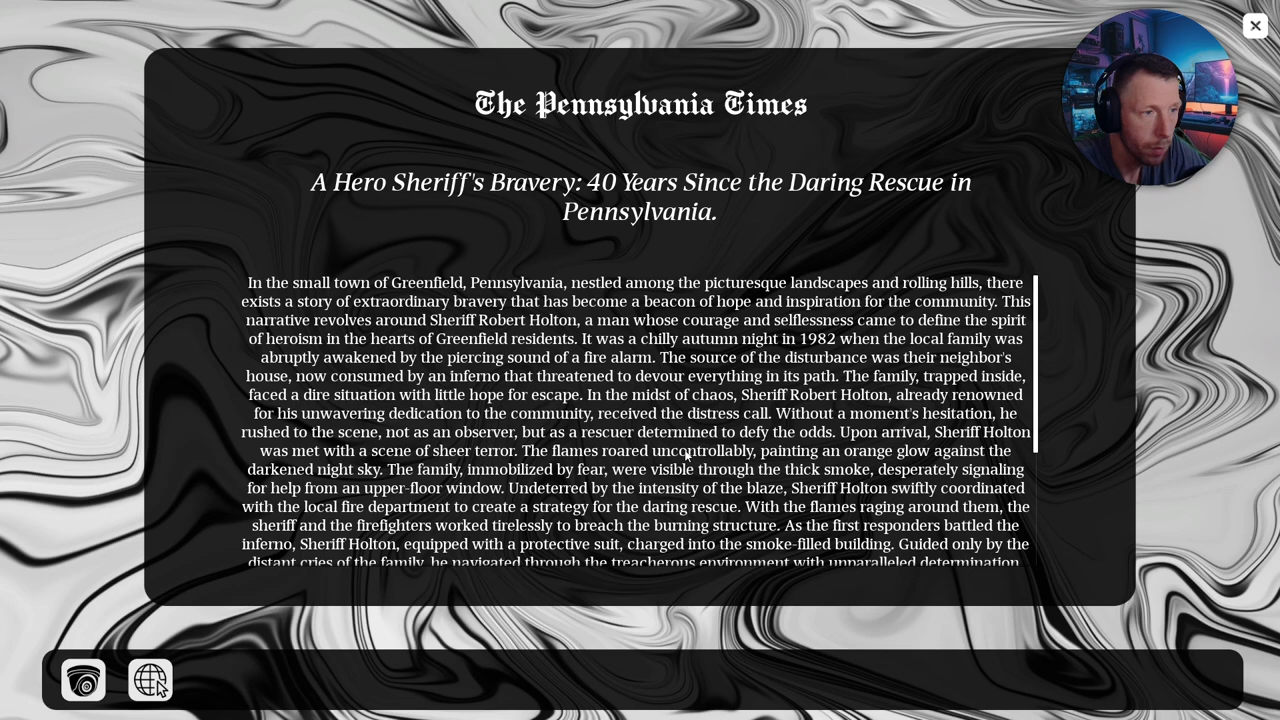 The Pennsylvania Times
A Hero Sheriff's Bravery: 40 Years Since the Daring Rescue in
Pennsylvania.
In the small town of Greenfield, Pennsylvania, nestled among the picturesque landscapes and rolling hills, there
exists a story of extraordinary bravery that has become a beacon of hope and inspiration for the community. This
narrative revolves around Sheriff Robert Holton, a man whose courage and selflessness came to define the spirit
of heroism in the hearts of Greenfield residents. It was a chilly autumn night in 1982 when the local family was
abruptly awakened by the piercing sound of a fire alarm. The source of the disturbance was their neighbor's
house, now consumed by an inferno that threatened to devour everything in its path. The family, trapped inside,
faced a dire situation with little hope for escape. In the midst of chaos, Sheriff Robert Holton, already renowned
for his unwavering dedication to the community, received the distress call. Without a moment's hesitation, he
rushed to the scene, not as an observer, but as a rescuer determined to defy the odds. Upon arrival, Sheriff Holton
was met with a scene of sheer terror. The flames roared uncontrollably, painting an orange glow against the
darkened night sky. The family, immobilized by fear, were visible through the thick smoke, desperately signaling
for help from an upper-floor window. Undeterred by the intensity of the blaze, Sheriff Holton swiftly coordinated
with the local fire department to create a strategy for the daring rescue. With the flames raging around them, the
sheriff and the firefighters worked tirelessly to breach the burning structure. As the first responders battled the
inferno, Sheriff Holton, equipped with a protective suit, charged into the smoke-filled building. Guided only by the
distant cries of the family, he navigated through the treacherous environment with unparalleled determination.